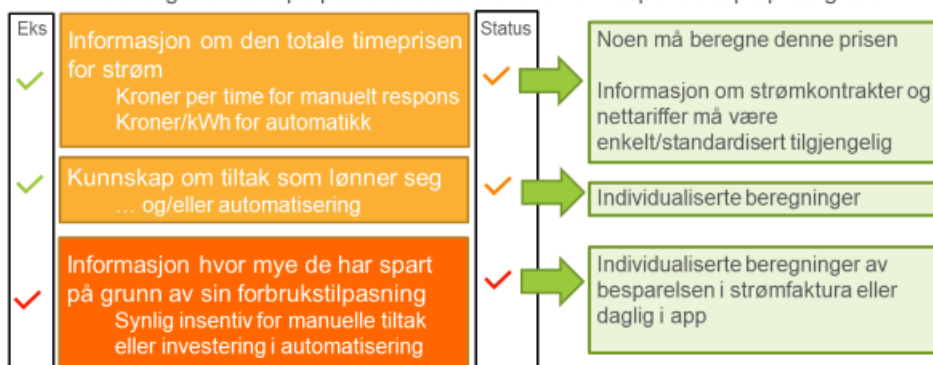 Eks
Informasjon om den totale timeprisen
for strøm
Kroner per time for manuelt respons
Kroner/kWh for automatikk
Status
Noen må beregne denne prisen
Informasjon om strømkontrakter og
nettariffer må være
enkelt/standardisert tilgjengelig
Kunnskap om tiltak som lønner seg
... og/eller automatisering
Individualiserte beregninger
Informasjon hvor mye de har spart
på grunn av sin forbrukstilpasning
Synlig insentiv for manuelle tiltak
eller investering i automatisering
Individualiserte beregninger av
besparelsen i strømfaktura eller
daglig i app